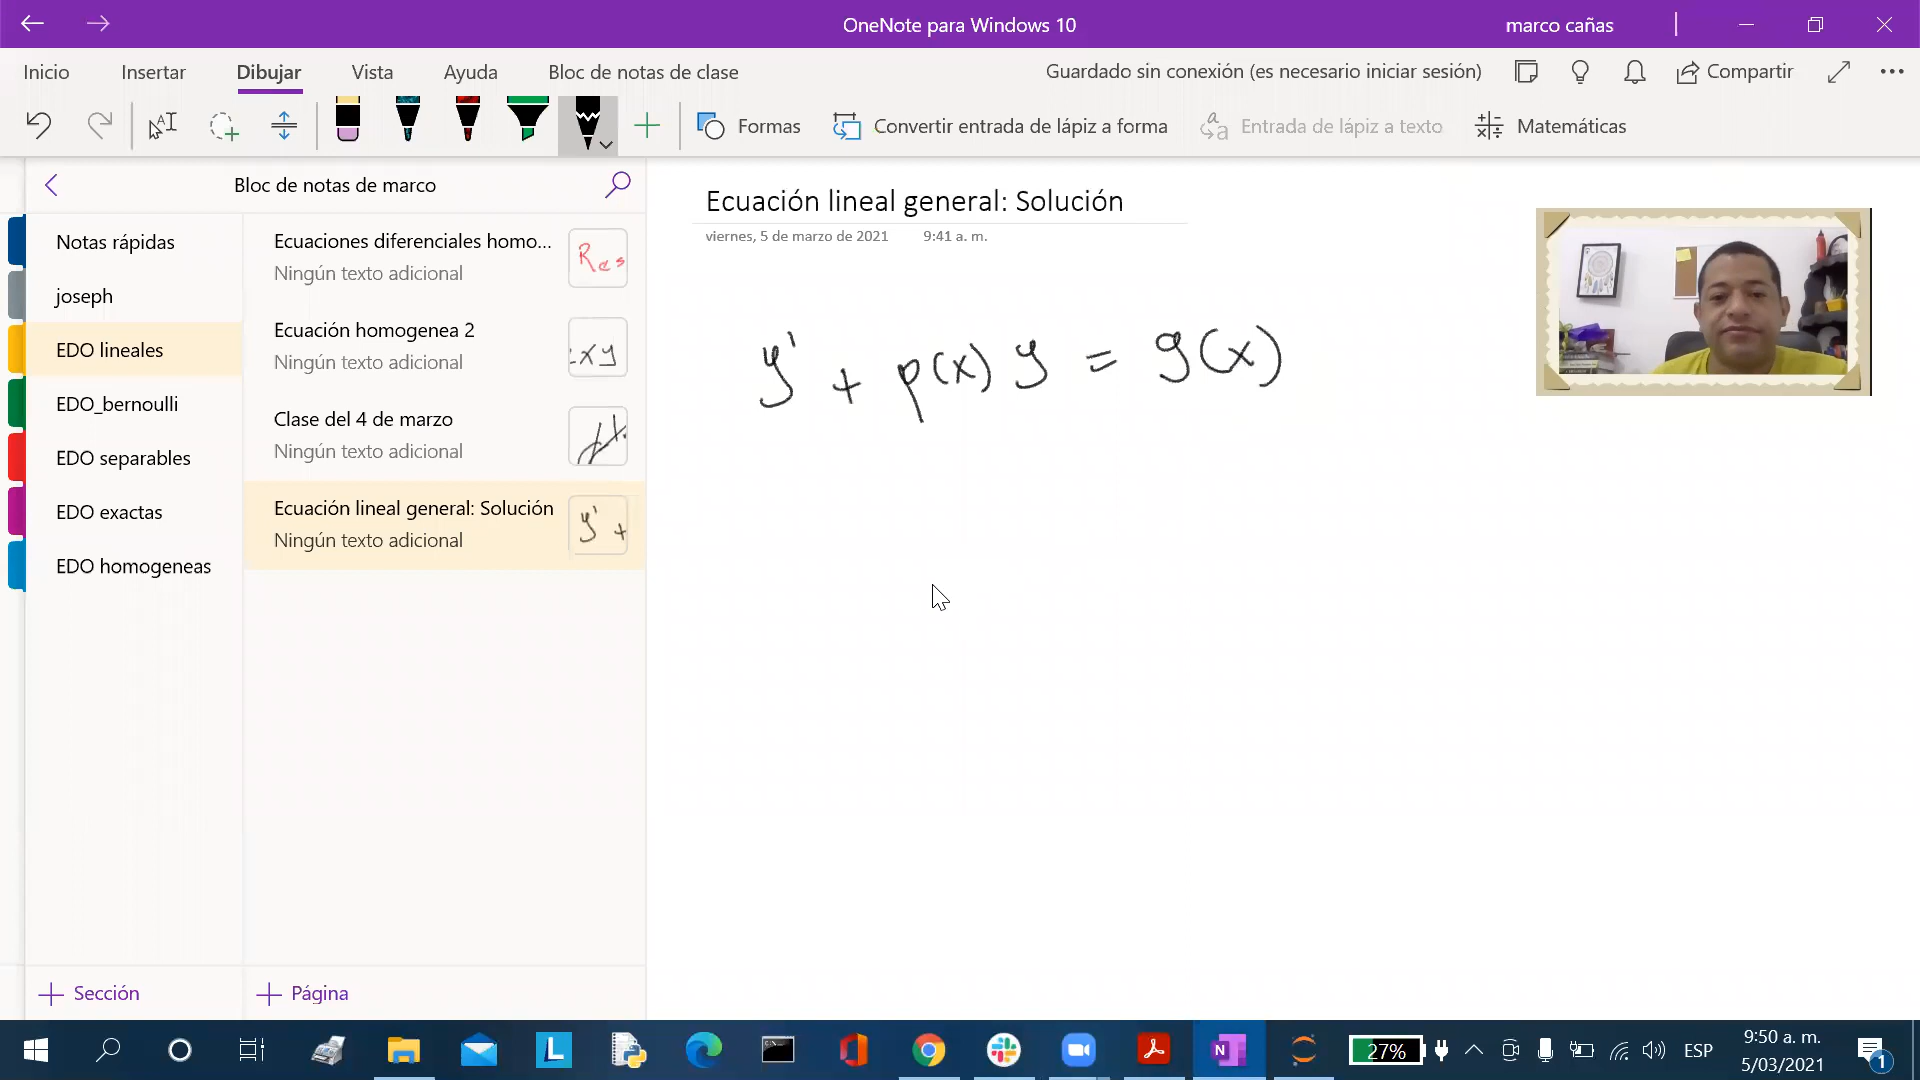 OneNote para Windows 10
marco cañas
Inicio Insertar Dibujar Vista Ayuda Bloc de notas de clase
Guardado sin conexión (es necesario iniciar sesión) Compartir
Formas Convertir entrada de lápiz a forma Entrada de lápiz a texto Matemáticas
Bloc de notas de marco
Notas rápidas
joseph
EDO lineales
EDO_bernoulli
EDO separables
EDO exactas
EDO homogeneas
Ecuaciones diferenciales homo...
Ningún texto adicional
Res
Ecuación homogenea 2
Ningún texto adicional
xy
Clase del 4 de marzo
Ningún texto adicional
Ecuación lineal general: Solución
Ningún texto adicional
y' +
Sección
Página
Ecuación lineal general: Solución
viernes, 5 de marzo de 2021 9:41 a. m.
y' + p(x) y = g(x)
27%
ESP
9:50 a. m.
5/03/2021
1